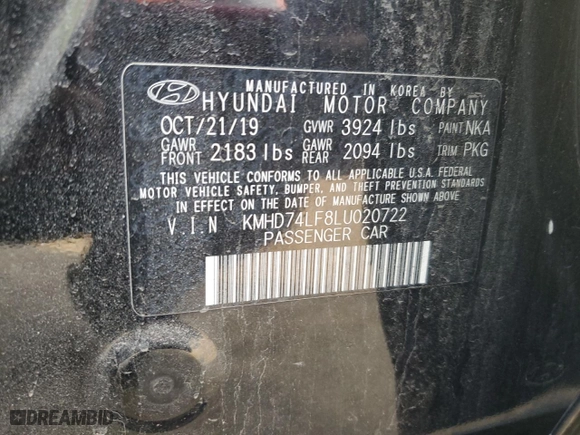 MANUFACTURED IN KOREA BY
HYUNDAI MOTOR COMPANY
OCT/21/19 GVWR 3924 lbs PAINT NKA
GAWR FRONT 2183 lbs GAWR REAR 2094 lbs TRIM PKG
THIS VEHICLE CONFORMS TO ALL APPLICABLE U.S.A. FEDERAL
MOTOR VEHICLE SAFETY, BUMPER, AND THEFT PREVENTION STANDARDS
IN EFFECT ON THE DATE OF MANUFACTURE SHOWN ABOVE
V I N KMHD74LF8LU020722
PASSENGER CAR
DREAMBID